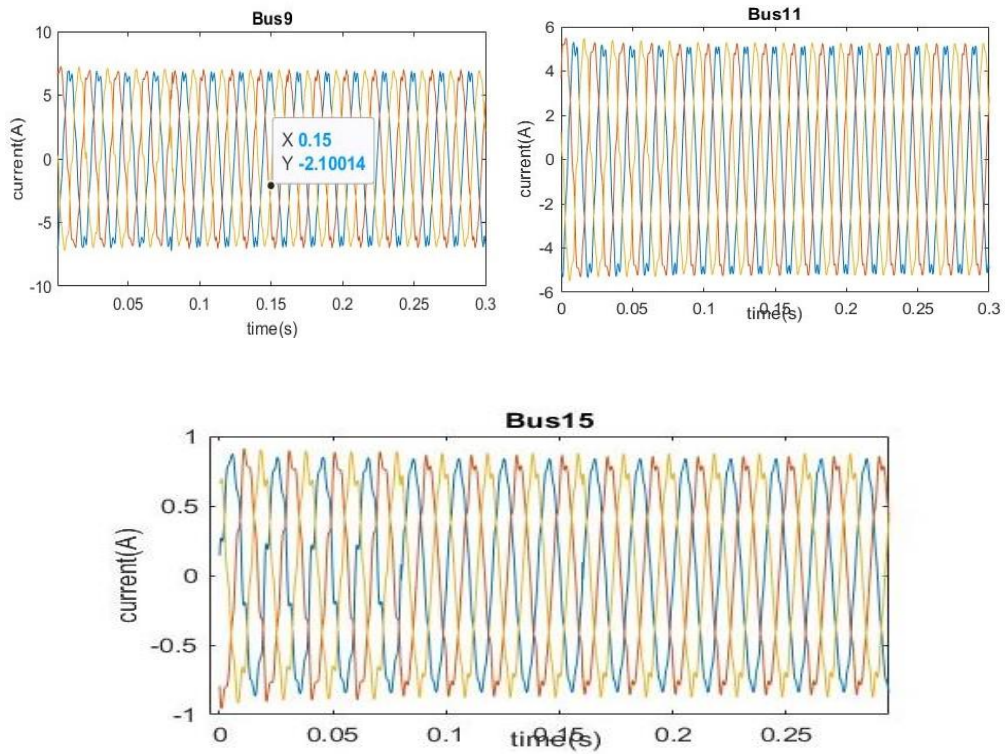 Bus9
10
5
0
-5
-10
current(A)
X 0.15
Y -2.10014
0.05 0.1 0.15 0.2 0.25 0.3
time(s)
Bus11
6
4
2
0
-2
-4
-6
current(A)
0 0.05 0.1 0.15 0.2 0.25 0.3
time(s)
Bus15
1
0.5
0
-0.5
-1
current(A)
0 0.05 0.1 0.15 0.2 0.25
time(s)